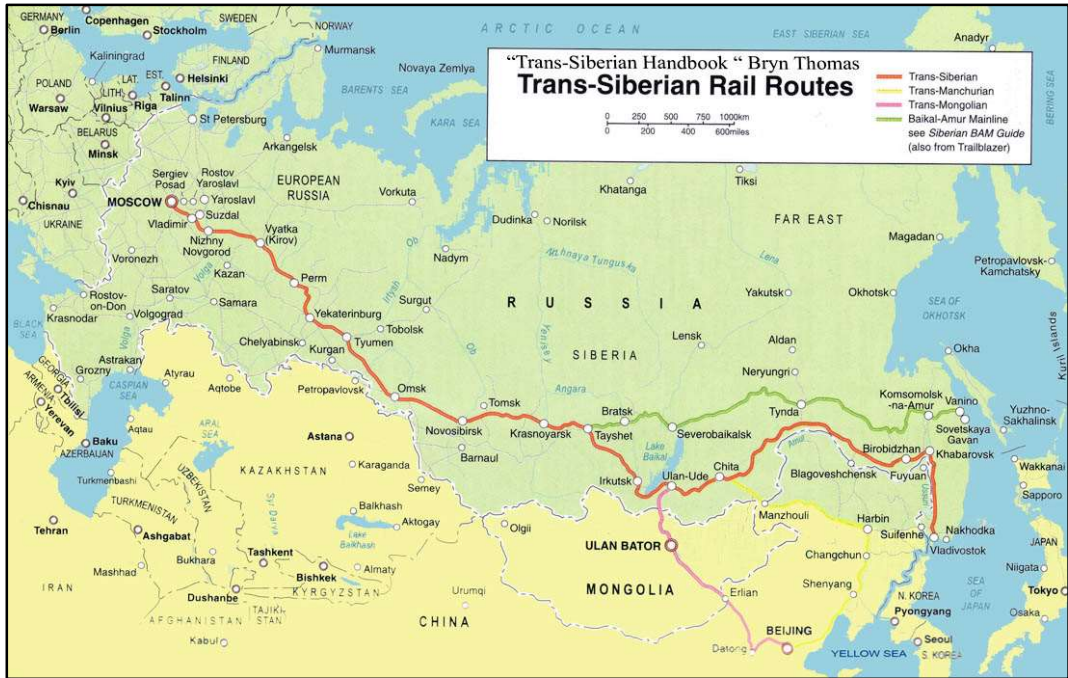 GERMANY
Berlin
Copenhagen
Stockholm
SWEDEN
NORWAY
Murmansk
Kaliningrad
FINLAND
Helsinki
EST.
LAT.
LITH.
Talinn
Riga
Vilnius
POLAND
Warsaw
BELARUS
Minsk
Kyiv
Chisnau
UKRAINE
St Petersburg
ARCTIC OCEAN
Novaya Zemlya
BARENTS SEA
KARA SEA
EAST SIBERIAN SEA
Anadyr
BERING SEA
“Trans-Siberian Handbook “ Bryn Thomas
Trans-Siberian Rail Routes
0 250 500 750 1000km
0 200 400 600miles
Trans-Siberian
Trans-Manchurian
Trans-Mongolian
Baikal-Amur Mainline
see Siberian BAM Guide
(also from Trailblazer)
Arkangelsk
Sergiev
Posad
Rostov
Yaroslavl
Yaroslavl
MOSCOW
Suzdal
Vladimir
Nizhny
Novgorod
EUROPEAN
RUSSIA
Vyatka
(Kirov)
Vorkuta
Dudinka
Norilsk
Khatanga
Tiksi
FAR EAST
Magadan
Petropavlovsk-
Kamchatsky
Voronezh
Volga
Kazan
Perm
Ob
Irtysh
Nadym
Lena
Yakutsk
Okhotsk
SEA OF
OKHOTSK
Kuril Islands
Rostov-
on-Don
Krasnodar
Saratov
Samara
Volgograd
Volga
Yekaterinburg
Surgut
Tobolsk
Ob
Yenisey
RUSSIA
SIBERIA
Lensk
Aldan
Neryungri
Okha
BLACK
SEA
Chelyabinsk
Kurgan
Tyumen
Astrakan
Grozny
CASPIAN
SEA
Atyrau
Aqtobe
Petropavlovsk
Omsk
Tomsk
Angara
GEORGIA
Tbilisi
ARMENIA
Yerevan
Baku
AZERBAIJAN
Aqtau
ARAL
SEA
Astana
Novosibirsk
Barnaul
Krasnoyarsk
Tayshet
Bratsk
Severobaikalsk
Lake
Baikal
Tynda
Komsomolsk
-na-Amur
Vanino
Sovetskaya
Gavan
Yuzhno-
Sakhalinsk
Irkutsk
Ulan-Ude
Chita
Amur
Blagoveshchensk
Birobidzhan
Fuyuan
Khabarovsk
Ussuri
Wakkanai
Sapporo
Turkmenbashi
TURKMENISTAN
UZBEKISTAN
KAZAKHSTAN
Karaganda
Semey
Syr Darya
Balkhash
Aktogay
Lake
Balkhash
Olgii
Manzhouli
Harbin
Suifenhe
Nakhodka
Vladivostok
Tehran
Ashgabat
Tashkent
ULAN BATOR
Changchun
Shenyang
JAPAN
Niigata
Tokyo
Mashhad
Bukhara
Bishkek
Almaty
KYRGYZSTAN
Urumqi
MONGOLIA
Erlian
N. KOREA
Pyongyang
SEA
OF
JAPAN
Osaka
IRAN
Dushanbe
TAJIKI-
STAN
AFGHANISTAN
Kabul
CHINA
Datong
BEIJING
YELLOW SEA
Seoul
S. KOREA